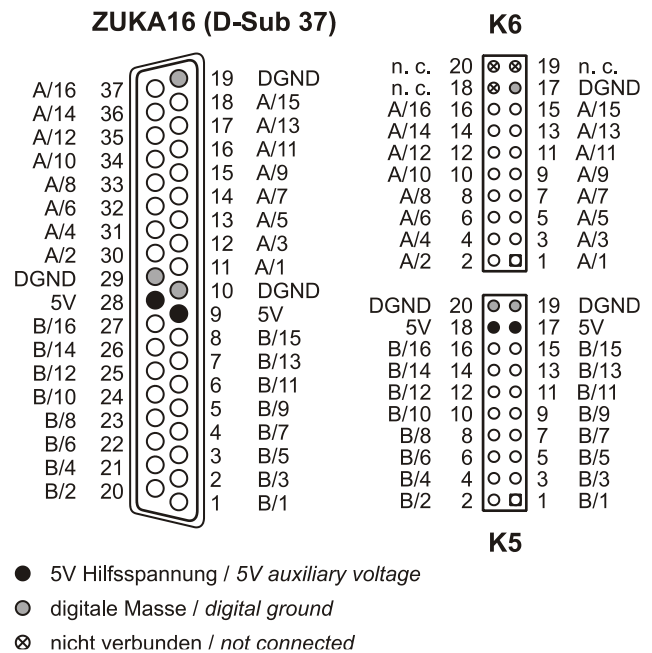 ZUKA16 (D-Sub 37)
A/16 37
A/14 36
A/12 35
A/10 34
A/8 33
A/6 32
A/4 31
A/2 30
DGND 29
5V 28
B/16 27
B/14 26
B/12 25
B/10 24
B/8 23
B/6 22
B/4 21
B/2 20
19 DGND
18 A/15
17 A/13
16 A/11
15 A/9
14 A/7
13 A/5
12 A/3
11 A/1
10 DGND
9 5V
8 B/15
7 B/13
6 B/11
5 B/9
4 B/7
3 B/5
2 B/3
1 B/1
K6
n. c. 20 19 n. c.
n. c. 18 17 DGND
A/16 16 15 A/15
A/14 14 13 A/13
A/12 12 11 A/11
A/10 10 9 A/9
A/8 8 7 A/7
A/6 6 5 A/5
A/4 4 3 A/3
A/2 2 1 A/1
DGND 20 19 DGND
5V 18 17 5V
B/16 16 15 B/15
B/14 14 13 B/13
B/12 12 11 B/11
B/10 10 9 B/9
B/8 8 7 B/7
B/6 6 5 B/5
B/4 4 3 B/3
B/2 2 1 B/1
K5
5V Hilfsspannung / 5V auxiliary voltage
digitale Masse / digital ground
nicht verbunden / not connected